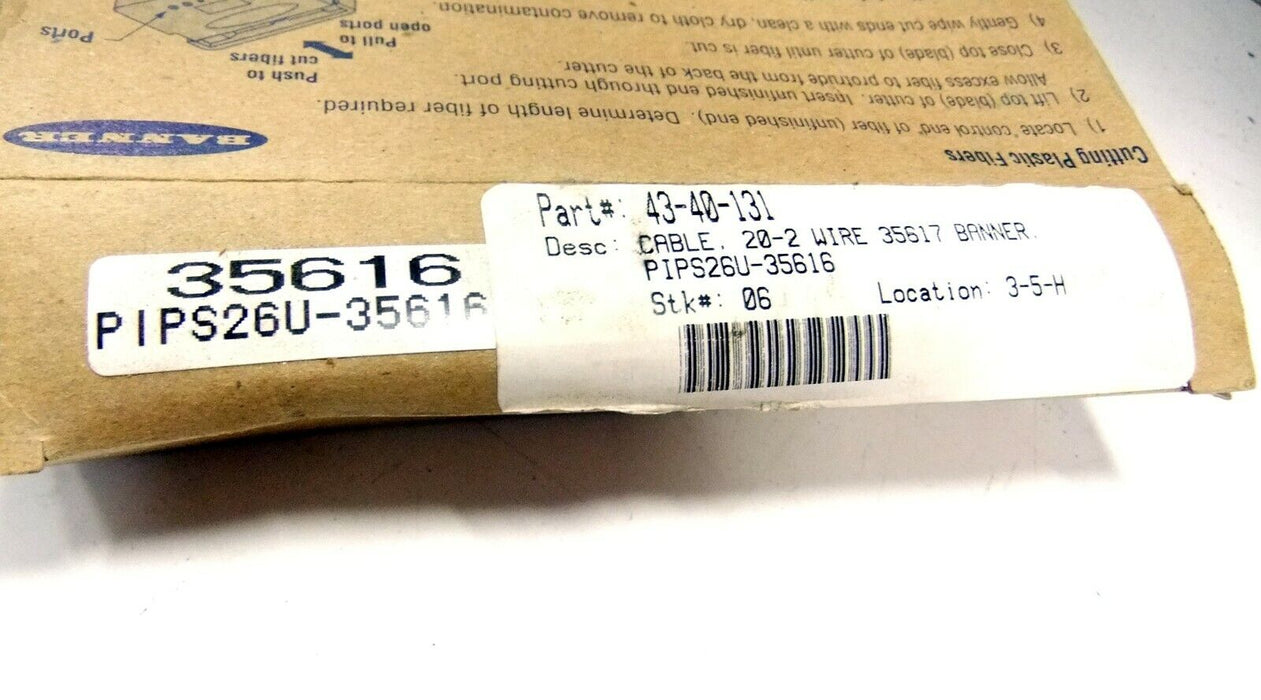 35616
PIPS26U-35616
Part#: 43-40-131
Desc: CABLE. 20-2 WIRE 35617 BANNER.
PIPS26U-35616
Stk#: 06
Location: 3-5-H
BANNER
Cutting Plastic Fibers
1) Locate "control end" of fiber (unfinished end). Determine length of fiber required.
2) Lift top (blade) of cutter. Insert unfinished end through cutting port.
Allow excess fiber to protrude from the back of the cutter.
3) Close top (blade) of cutter until fiber is cut.
4) Gently wipe cut ends with a clean, dry cloth to remove contamination.
Push to
cut fibers
Pull to
open ports
Ports